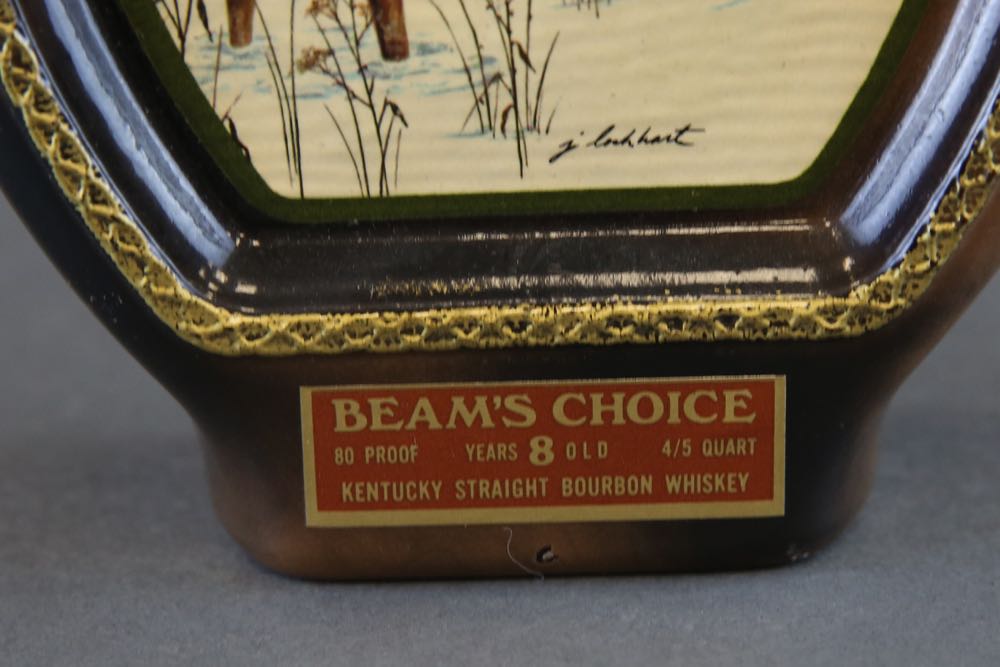 j lockhart
BEAM'S CHOICE
80 PROOF YEARS 8 OLD 4/5 QUART
KENTUCKY STRAIGHT BOURBON WHISKEY